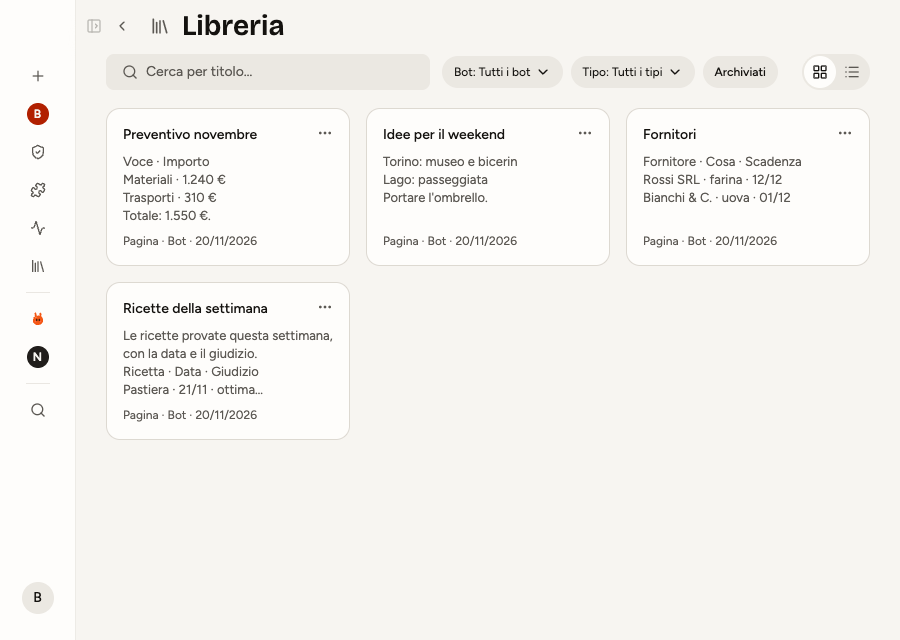 Libreria
Cerca per titolo...
Bot: Tutti i bot
Tipo: Tutti i tipi
Archiviati
B
Preventivo novembre
Voce · Importo
Materiali · 1.240 €
Trasporti · 310 €
Totale: 1.550 €.
Pagina · Bot · 20/11/2026
Idee per il weekend
Torino: museo e bicerin
Lago: passeggiata
Portare l'ombrello.
Pagina · Bot · 20/11/2026
Fornitori
Fornitore · Cosa · Scadenza
Rossi SRL · farina · 12/12
Bianchi & C. · uova · 01/12
Pagina · Bot · 20/11/2026
Ricette della settimana
Le ricette provate questa settimana,
con la data e il giudizio.
Ricetta · Data · Giudizio
Pastiera · 21/11 · ottima...
Pagina · Bot · 20/11/2026
N
B